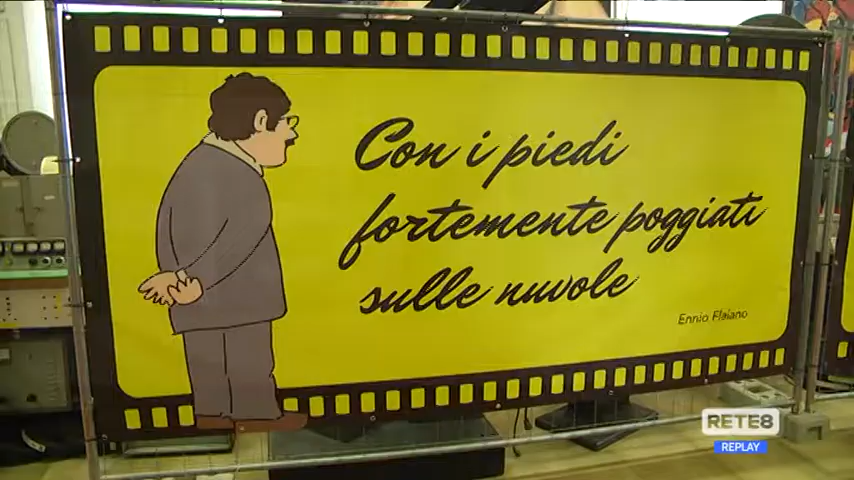 Con i piedi
fortemente poggiati
sulle nuvole
Ennio Flaiano
RETE8
REPLAY